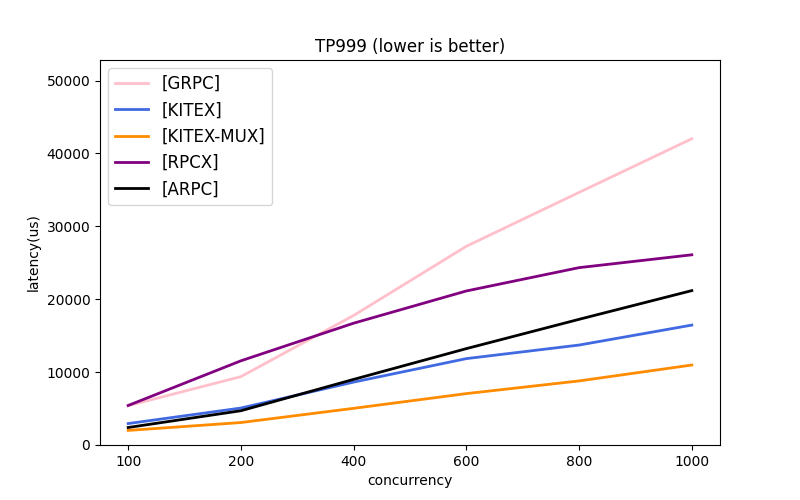 TP999 (lower is better)
[GRPC]
[KITEX]
[KITEX-MUX]
[RPCX]
[ARPC]
latency(us)
50000
40000
30000
20000
10000
0
100 200 400 600 800 1000
concurrency